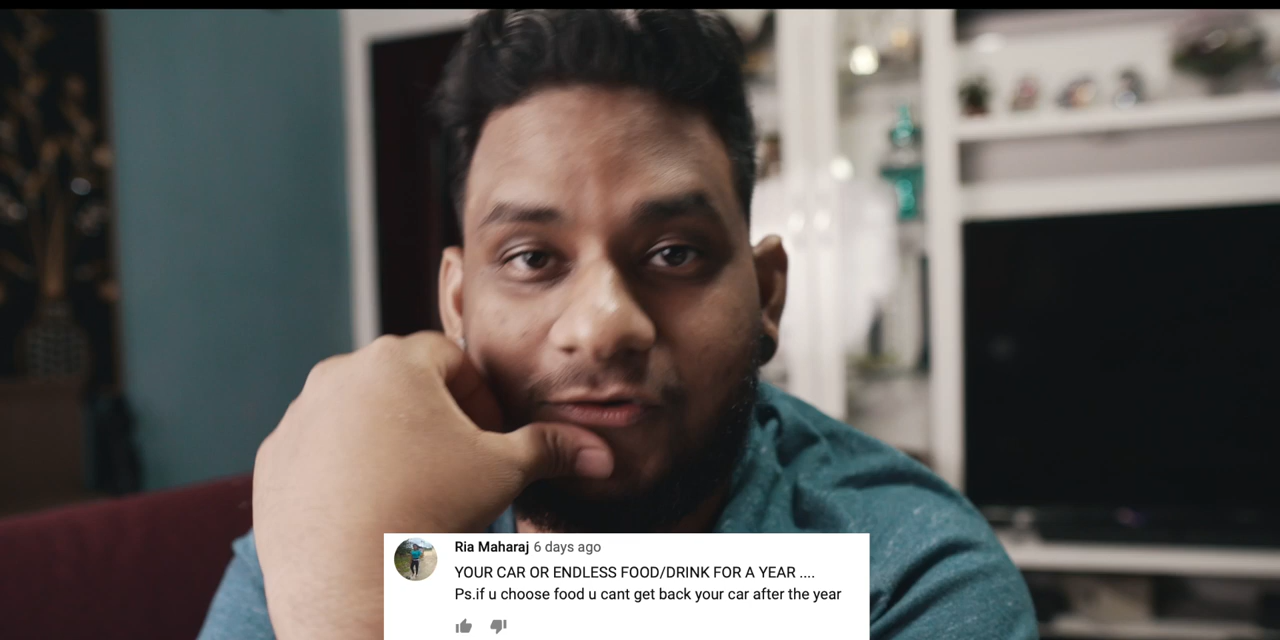 Ria Maharaj 6 days ago
YOUR CAR OR ENDLESS FOOD/DRINK FOR A YEAR ....
Ps.if u choose food u cant get back your car after the year